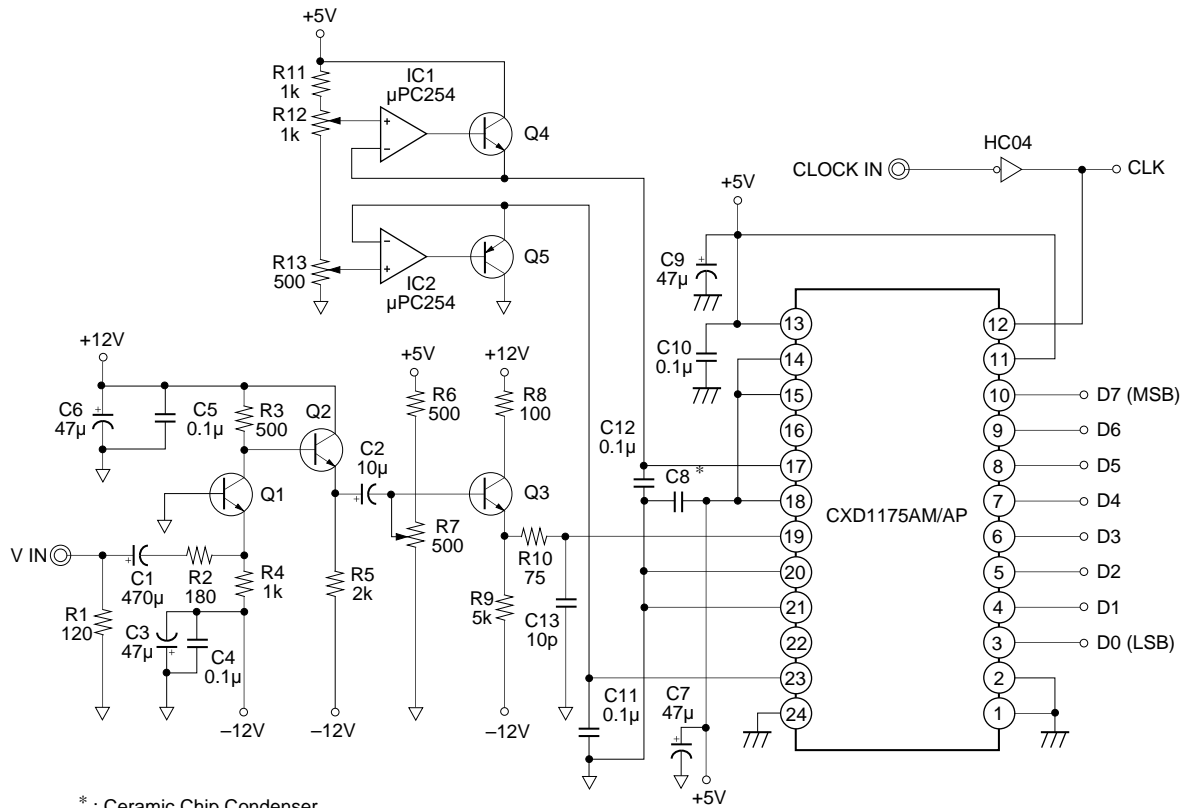 +5V
R11
1k
R12
1k
IC1
µPC254
Q4
HC04
CLOCK IN
CLK
+5V
R13
500
IC2
µPC254
Q5
C9
47µ
C10
0.1µ
+12V
C6
47µ
C5
0.1µ
R3
500
Q2
C2
10µ
+5V
R6
500
+12V
R8
100
Q1
R7
500
Q3
C12
0.1µ
C8
*
V IN
C1
470µ
R2
180
R4
1k
R1
120
C3
47µ
C4
0.1µ
–12V
R5
2k
–12V
R10
75
R9
5k
C13
10p
–12V
C11
0.1µ
C7
47µ
+5V
CXD1175AM/AP
13
14
15
16
17
18
19
20
21
22
23
24
12
11
10
9
8
7
6
5
4
3
2
1
D7 (MSB)
D6
D5
D4
D3
D2
D1
D0 (LSB)
* : Ceramic Chip Condenser